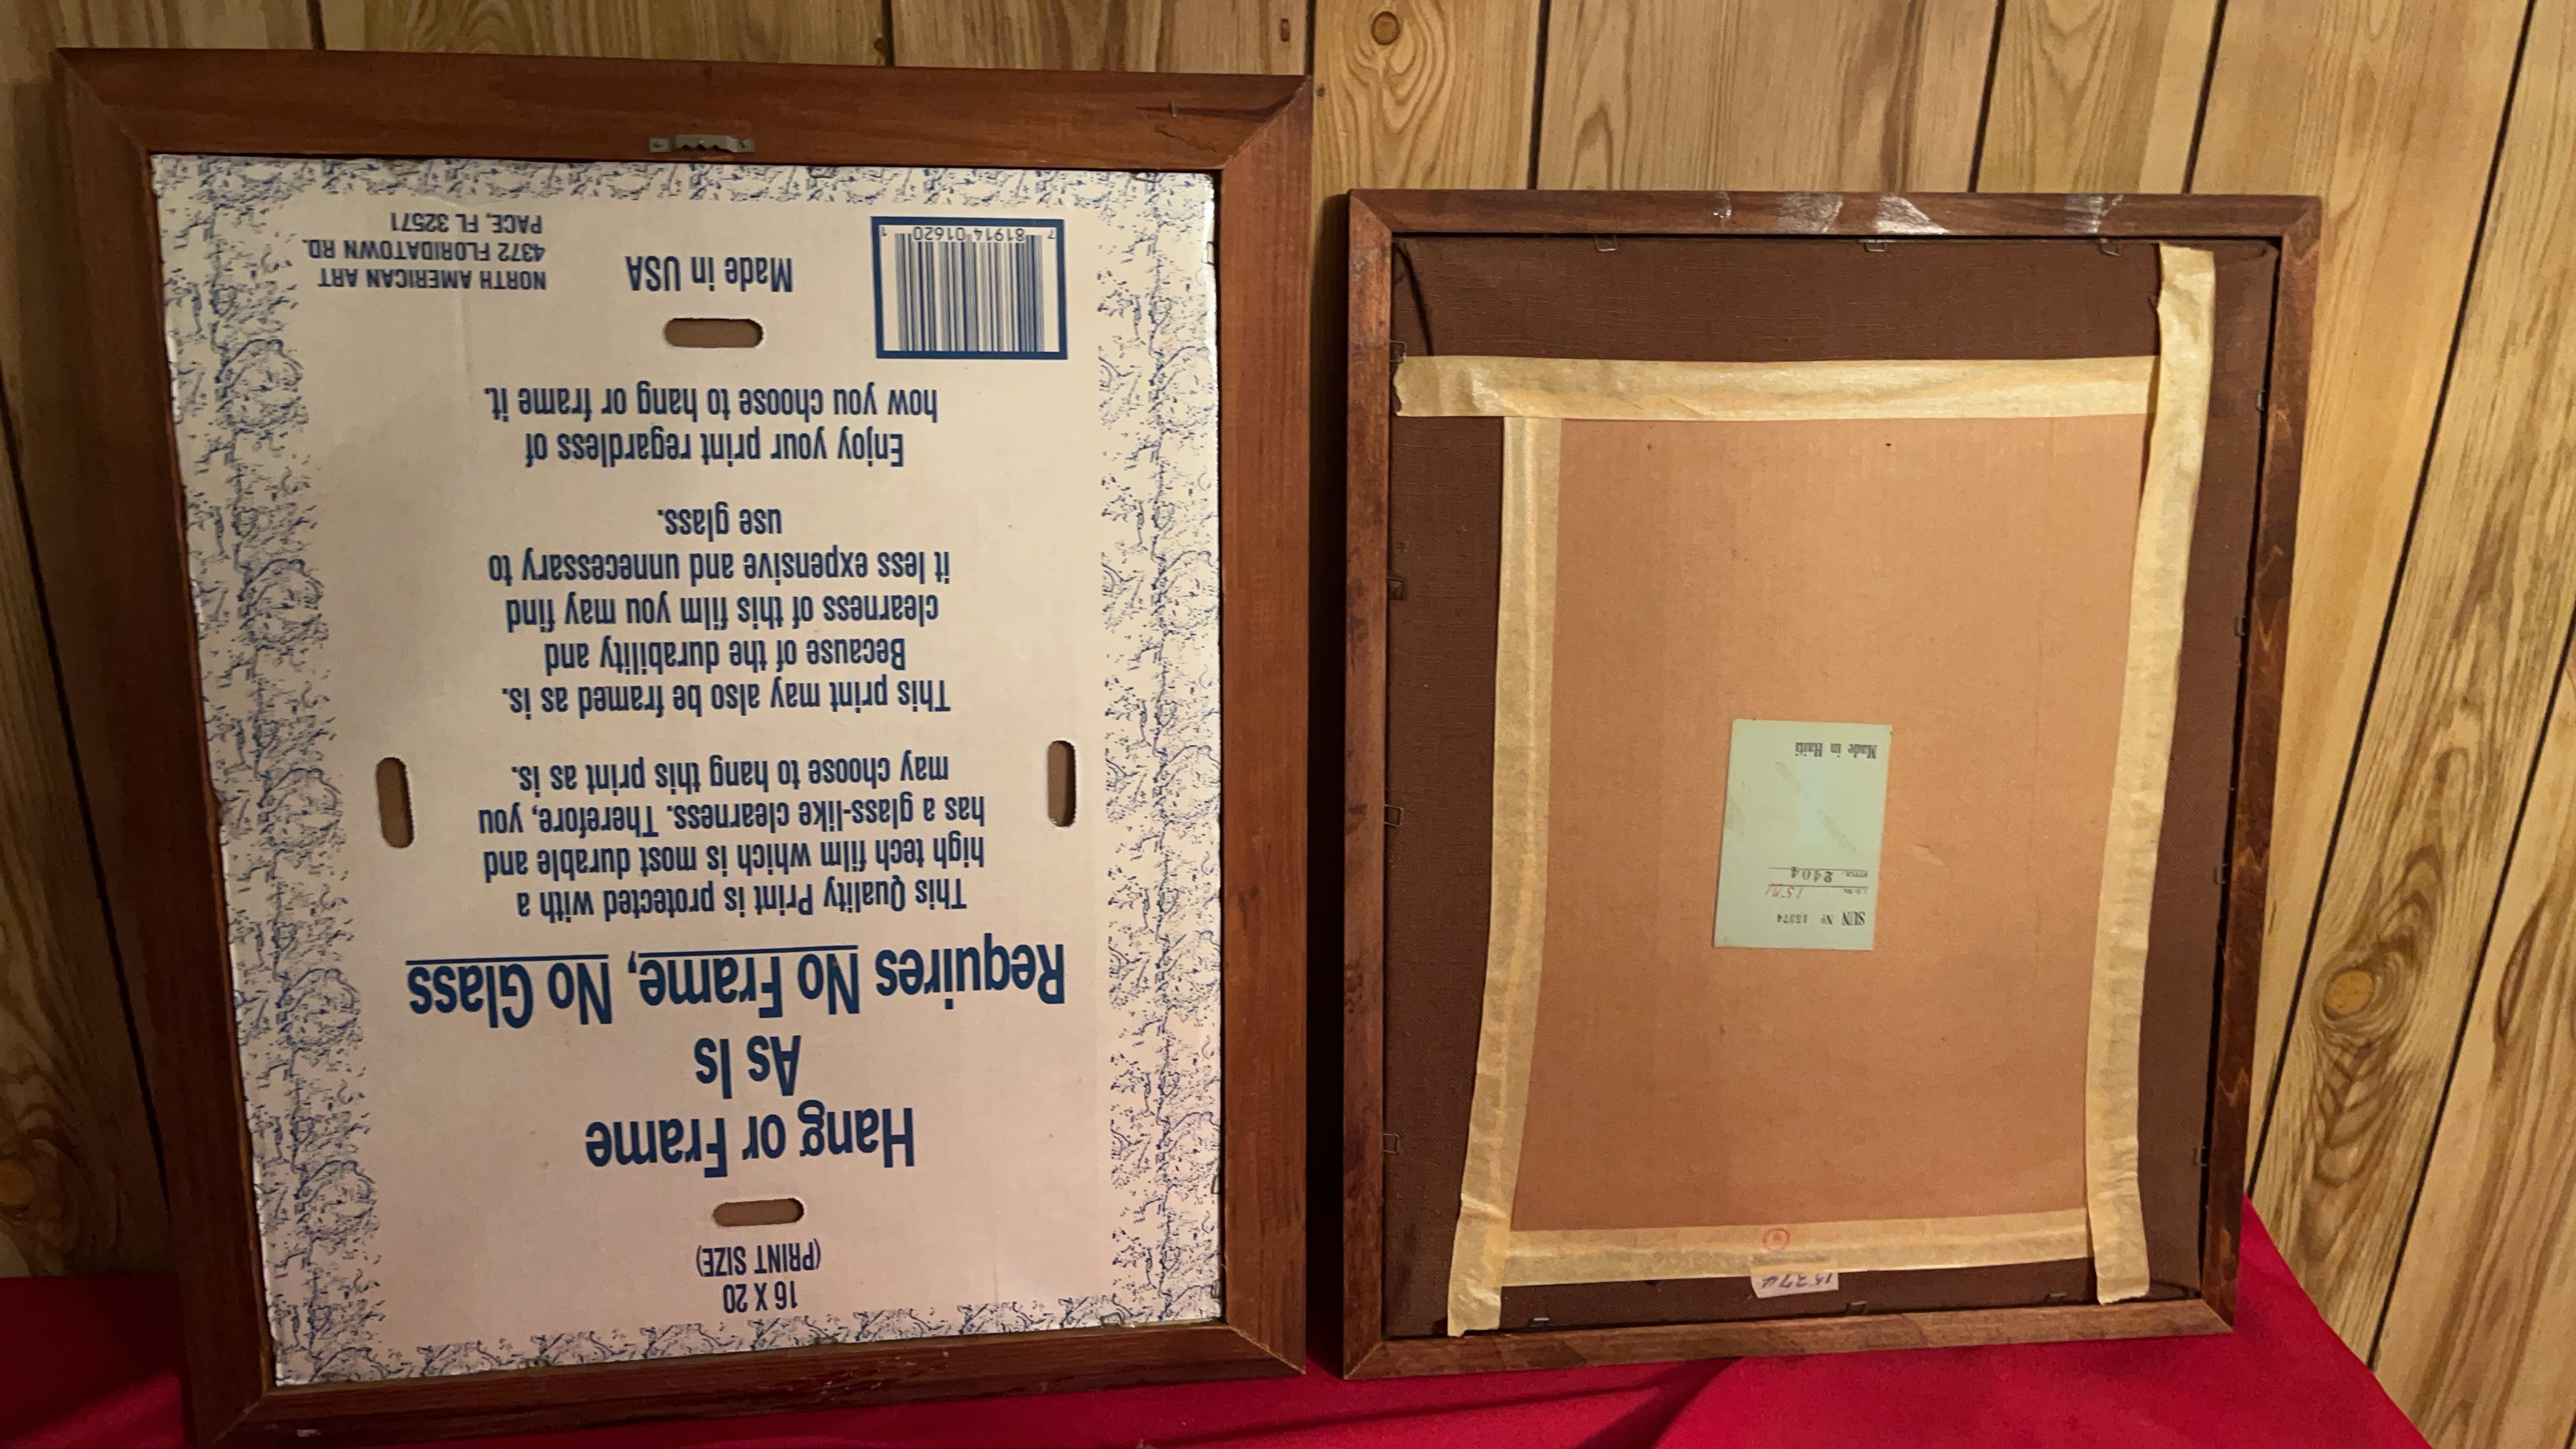 16 X 20
(PRINT SIZE)
Hang or Frame
As Is
Requires No Frame, No Glass
This Quality Print is protected with a
high tech film which is most durable and
has a glass-like clearness. Therefore, you
may choose to hang this print as is.
This print may also be framed as is.
Because of the durability and
clearness of this film you may find
it less expensive and unnecessary to
use glass.
Enjoy your print regardless of
how you choose to hang or frame it.
7 81914 01620 1
Made in USA
NORTH AMERICAN ART
4372 FLORIDATOWN RD.
PACE, FL 32571
15274
SUN Nº 15274
STYLE 2404
Made in Haiti